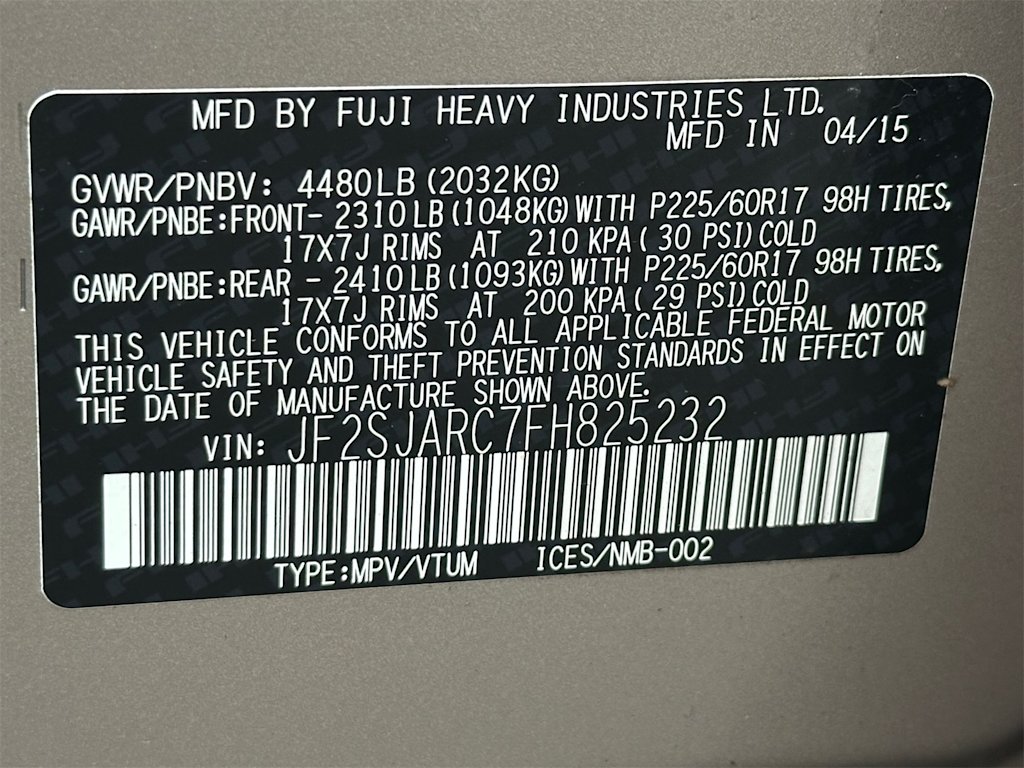 MFD BY FUJI HEAVY INDUSTRIES LTD.
MFD IN 04/15
GVWR/PNBV: 4480LB (2032KG)
GAWR/PNBE:FRONT- 2310LB(1048KG)WITH P225/60R17 98H TIRES,
17X7J RIMS AT 210 KPA( 30 PSI)COLD
GAWR/PNBE:REAR - 2410LB(1093KG)WITH P225/60R17 98H TIRES,
17X7J RIMS AT 200 KPA( 29 PSI)COLD
THIS VEHICLE CONFORMS TO ALL APPLICABLE FEDERAL MOTOR
VEHICLE SAFETY AND THEFT PREVENTION STANDARDS IN EFFECT ON
THE DATE OF MANUFACTURE SHOWN ABOVE.
VIN: JF2SJARC7FH825232
TYPE:MPV/VTUM ICES/NMB-002